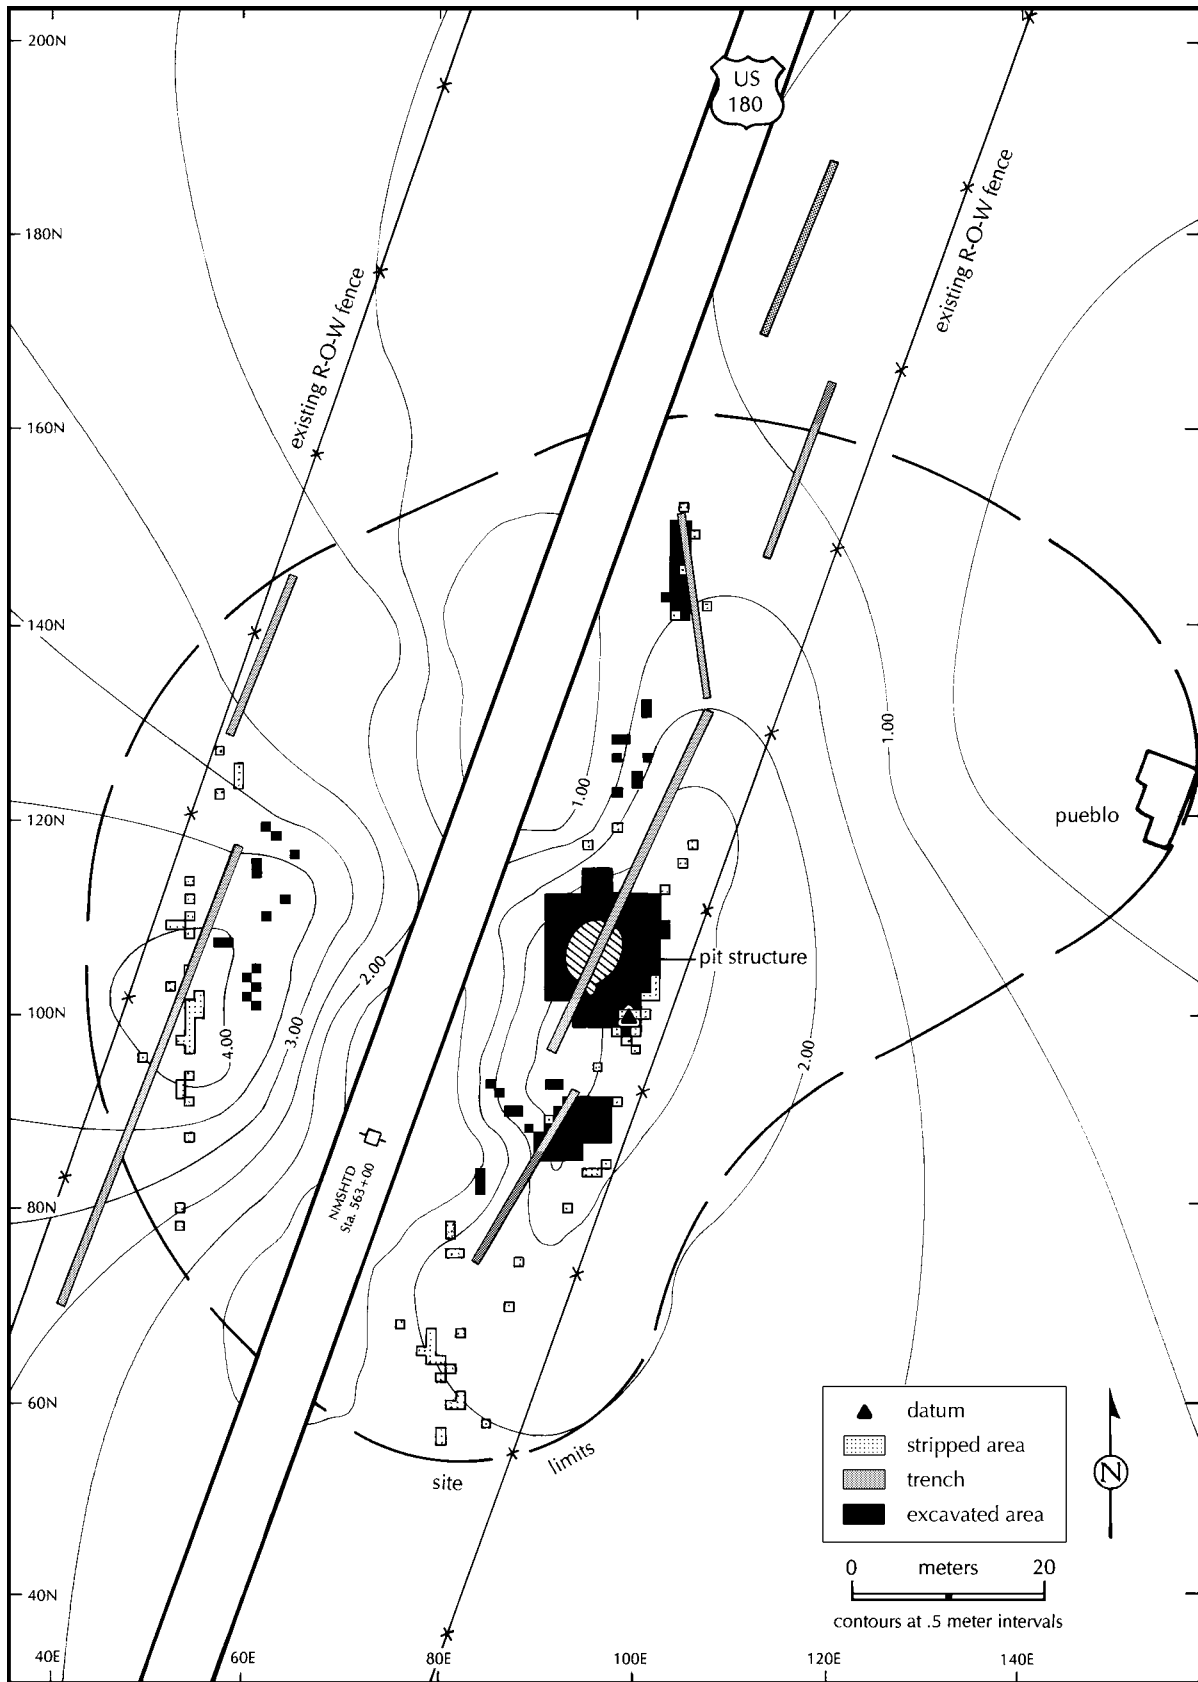 200N
US
180
existing R-O-W fence
180N
existing R-O-W fence
160N
140N
1.00
1.00
120N
pueblo
pit structure
2.00
100N
3.00
4.00
2.00
NMSHTD
Sta. 563+00
80N
60N
site
limits
datum
stripped area
trench
excavated area
N
0 meters 20
contours at .5 meter intervals
40N
40E
60E
80E
100E
120E
140E